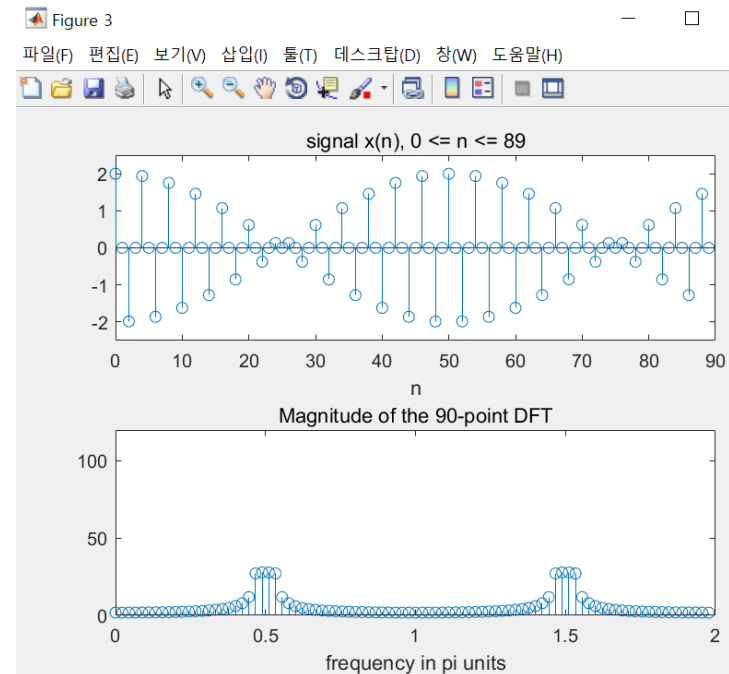 Figure 3
파일(F) 편집(E) 보기(V) 삽입(I) 툴(T) 데스크탑(D) 창(W) 도움말(H)
signal x(n), 0 <= n <= 89
2
1
0
-1
-2
0 10 20 30 40 50 60 70 80 90
n
Magnitude of the 90-point DFT
100
50
0
0 0.5 1 1.5 2
frequency in pi units